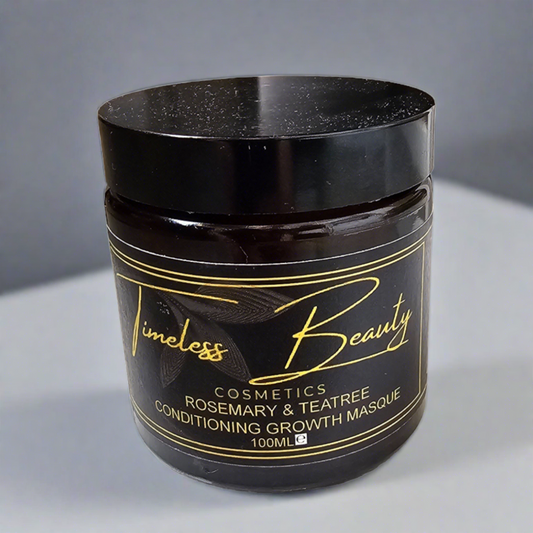 Timeless Beauty
COSMETICS
ROSEMARY & TEATREE
CONDITIONING GROWTH MASQUE
100ML ℮